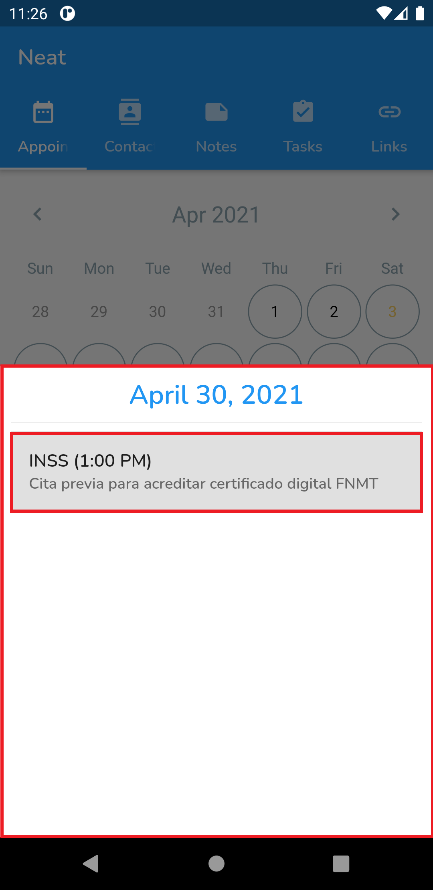 11:26
Neat
Appoin
Contac
Notes
Tasks
Links
Apr 2021
Sun Mon Tue Wed Thu Fri Sat
28 29 30 31 1 2 3
April 30, 2021
INSS (1:00 PM)
Cita previa para acreditar certificado digital FNMT